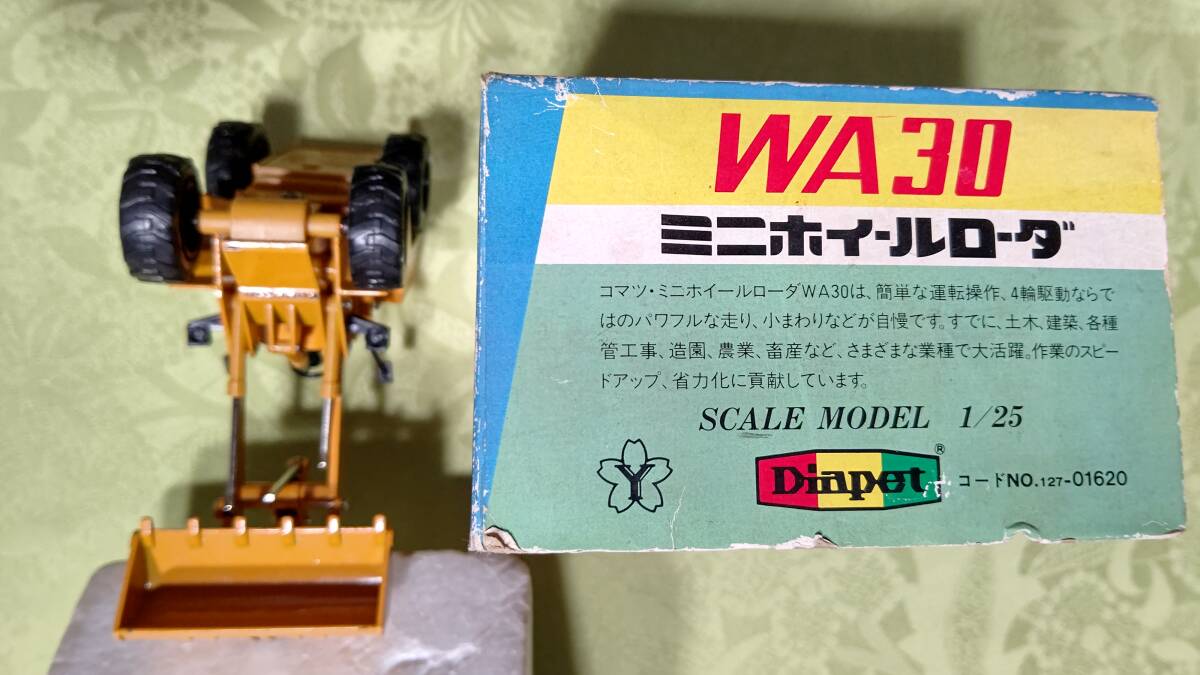 WA30
ミニホイールローダ
コマツ・ミニホイールローダWA30は、簡単な運転操作、4輪駆動ならで
はのパワフルな走り、小まわりなどが自慢です。すでに、土木、建築、各種
管工事、造園、農業、畜産など、さまざまな業種で大活躍。作業のスピー
ドアップ、省力化に貢献しています。
SCALE MODEL 1/25
Y
Diapet ®
コードNO.127-01620